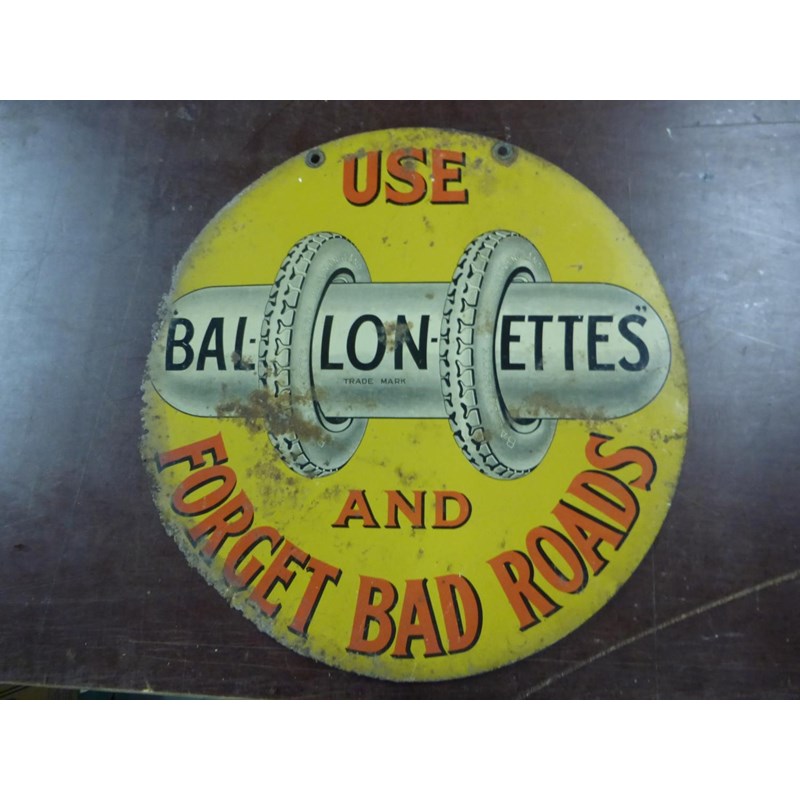 USE
"BAL-LON-ETTES"
TRADE MARK
AND
FORGET BAD ROADS